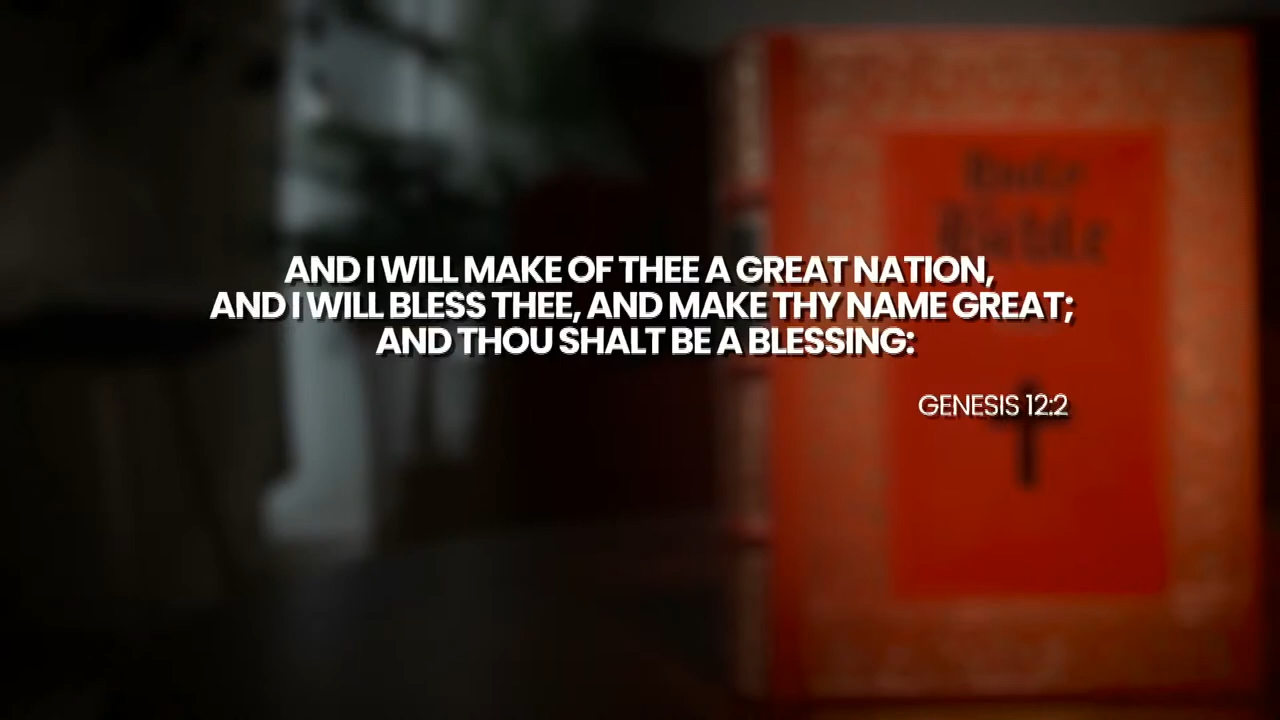 AND I WILL MAKE OF THEE A GREAT NATION,
AND I WILL BLESS THEE, AND MAKE THY NAME GREAT;
AND THOU SHALT BE A BLESSING:
GENESIS 12:2